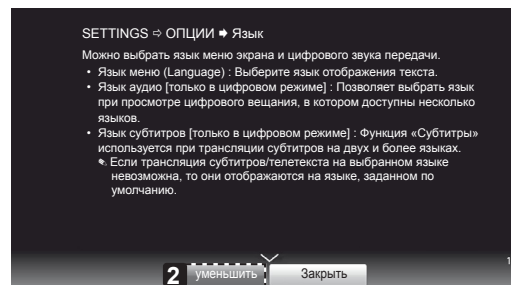 SETTINGS ⇨ ОПЦИИ ➧ Язык
Можно выбрать язык меню экрана и цифрового звука передачи.
• Язык меню (Language) : Выберите язык отображения текста.
• Язык аудио [только в цифровом режиме] : Позволяет выбрать язык
при просмотре цифрового вещания, в котором доступны несколько
языков.
• Язык субтитров [только в цифровом режиме] : Функция «Субтитры»
используется при трансляции субтитров на двух и более языках.
Если трансляция субтитров/телетекста на выбранном языке
невозможна, то они отображаются на языке, заданном по
умолчанию.
1
2 уменьшить Закрыть